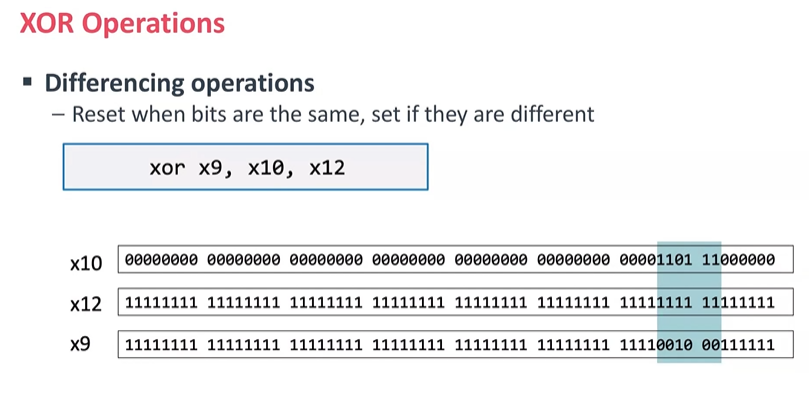 XOR Operations
▪ Differencing operations
– Reset when bits are the same, set if they are different
xor x9, x10, x12
x10 00000000 00000000 00000000 00000000 00000000 00000000 00001101 11000000
x12 11111111 11111111 11111111 11111111 11111111 11111111 11111111 11111111
x9 11111111 11111111 11111111 11111111 11111111 11111111 11110010 00111111